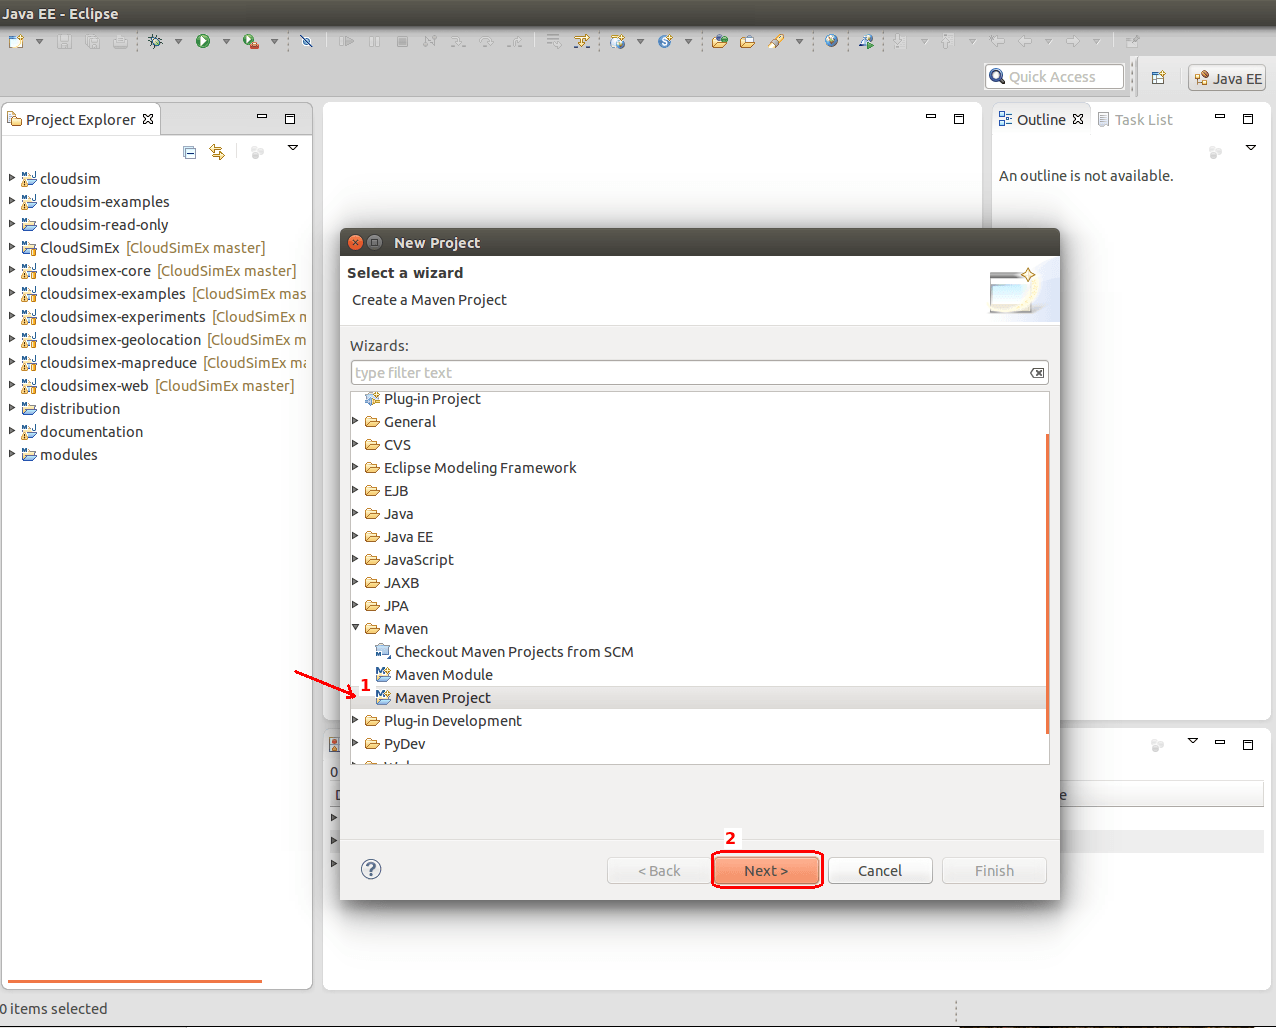 Java EE - Eclipse
Quick Access
Java EE
Project Explorer
Outline
Task List
An outline is not available.
cloudsim
cloudsim-examples
cloudsim-read-only
CloudSimEx [CloudSimEx master]
cloudsimex-core [CloudSimEx master]
cloudsimex-examples [CloudSimEx mas
cloudsimex-experiments [CloudSimEx m
cloudsimex-geolocation [CloudSimEx m
cloudsimex-mapreduce [CloudSimEx ma
cloudsimex-web [CloudSimEx master]
distribution
documentation
modules
New Project
Select a wizard
Create a Maven Project
Wizards:
type filter text
Plug-in Project
General
CVS
Eclipse Modeling Framework
EJB
Java
Java EE
JavaScript
JAXB
JPA
Maven
Checkout Maven Projects from SCM
Maven Module
1
Maven Project
Plug-in Development
PyDev
0
e
2
< Back
Next >
Cancel
Finish
0 items selected